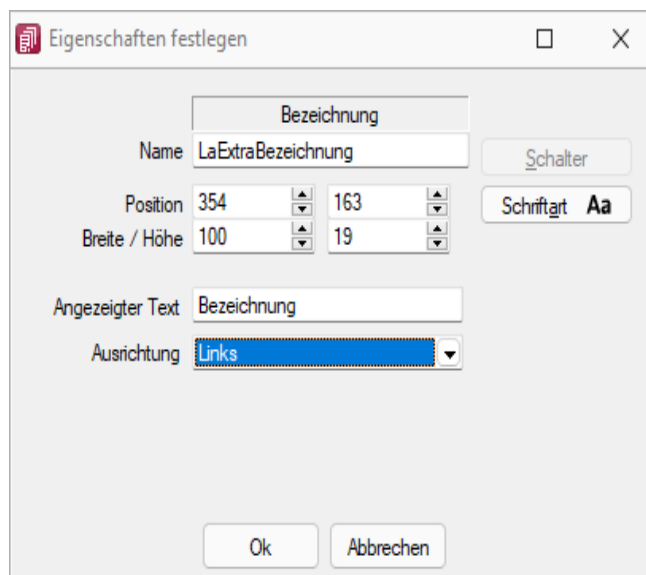 Eigenschaften festlegen
Bezeichnung
Name LaExtraBezeichnung Schalter
Position 354 163 Schriftart Aa
Breite / Höhe 100 19
Angezeigter Text Bezeichnung
Ausrichtung Links
Ok Abbrechen